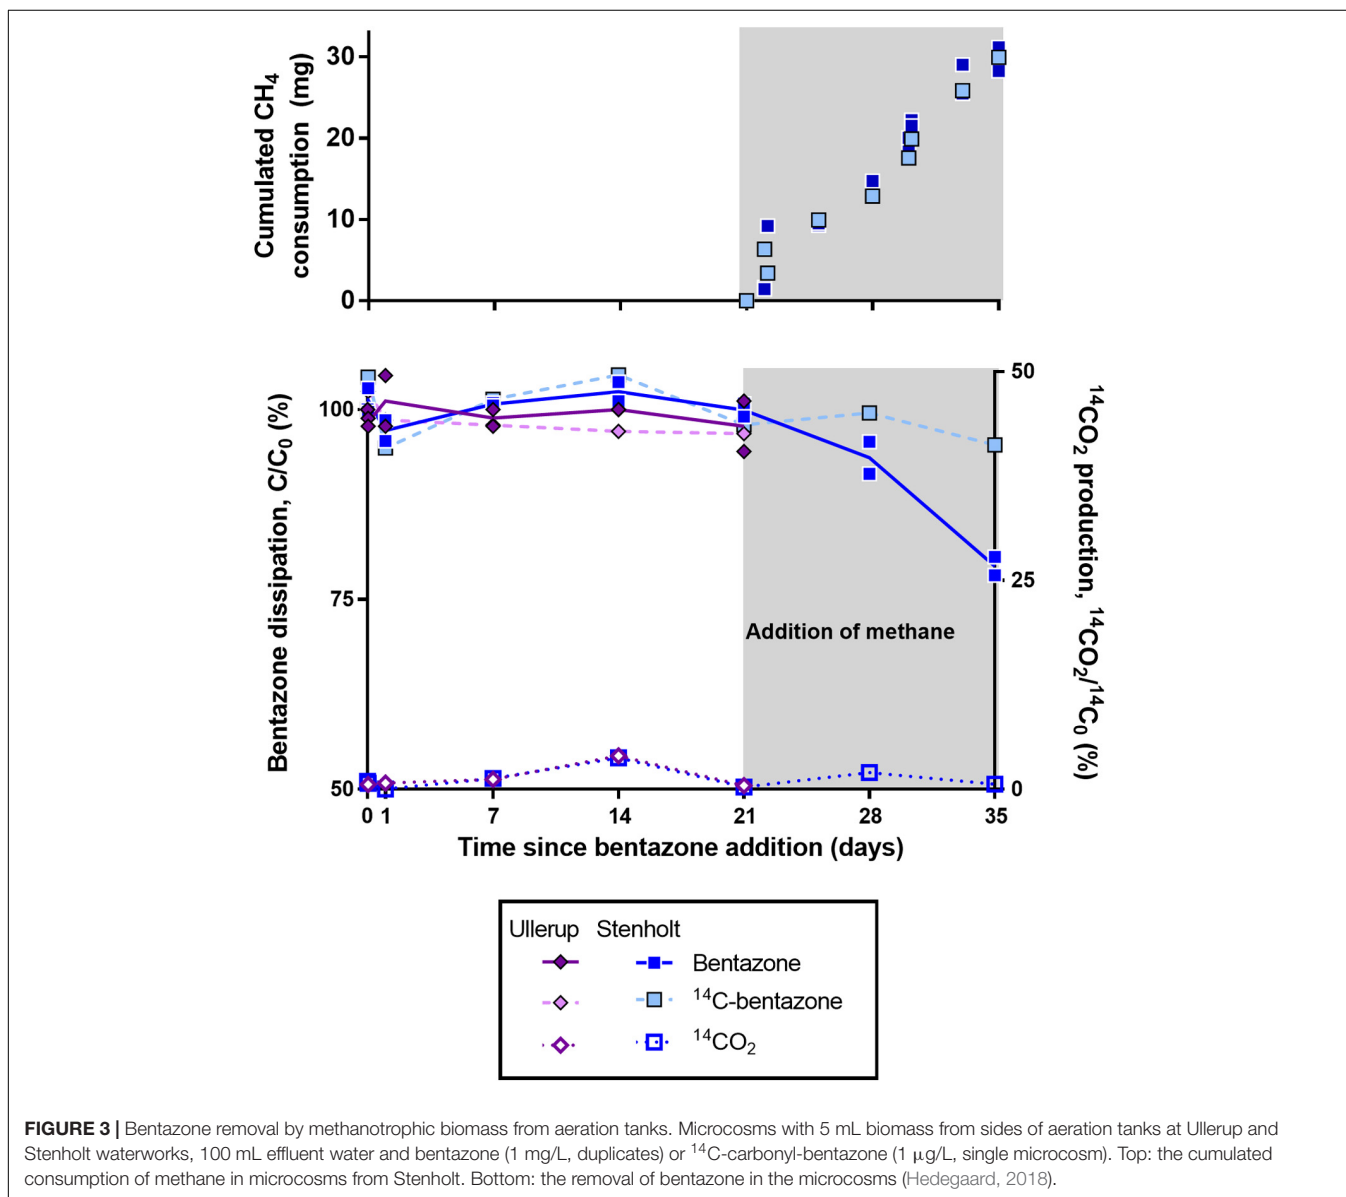 Cumulated CH4
consumption (mg)
30
20
10
0
Bentazone dissipation, C/C0 (%)
100
75
50
50
25
0
14CO2 production, 14CO2/14C0 (%)
Addition of methane
0 1 7 14 21 28 35
Time since bentazone addition (days)
Ullerup Stenholt
Bentazone
14C-bentazone
14CO2
FIGURE 3 | Bentazone removal by methanotrophic biomass from aeration tanks. Microcosms with 5 mL biomass from sides of aeration tanks at Ullerup and
Stenholt waterworks, 100 mL effluent water and bentazone (1 mg/L, duplicates) or 14C-carbonyl-bentazone (1 μg/L, single microcosm). Top: the cumulated
consumption of methane in microcosms from Stenholt. Bottom: the removal of bentazone in the microcosms (Hedegaard, 2018).